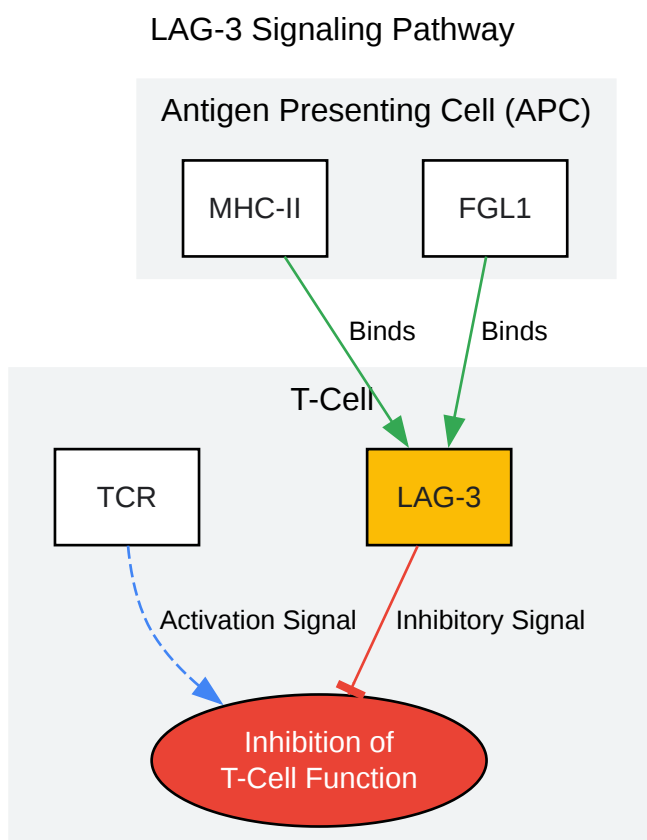 LAG-3 Signaling Pathway
Antigen Presenting Cell (APC)
MHC-II
FGL1
Binds
Binds
T-Cell
TCR
LAG-3
Activation Signal
Inhibitory Signal
Inhibition of
T-Cell Function